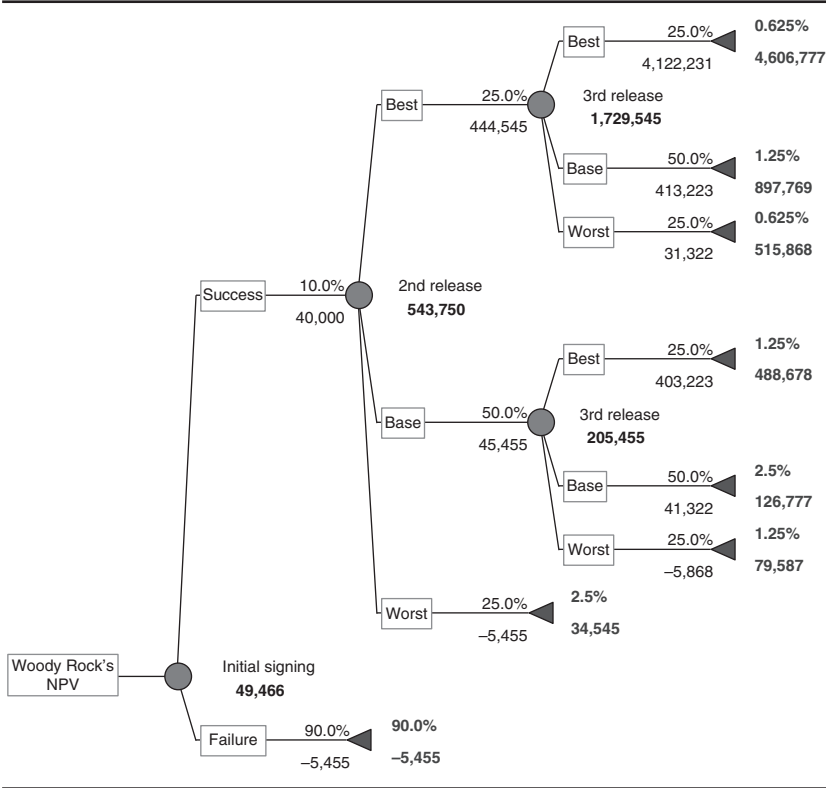 Best
25.0%
4,122,231
0.625%
4,606,777
Best
25.0%
444,545
3rd release
1,729,545
Base
50.0%
413,223
1.25%
897,769
Worst
25.0%
31,322
0.625%
515,868
Success
10.0%
40,000
2nd release
543,750
Best
25.0%
403,223
1.25%
488,678
Base
50.0%
45,455
3rd release
205,455
Base
50.0%
41,322
2.5%
126,777
Worst
25.0%
–5,868
1.25%
79,587
Worst
25.0%
–5,455
2.5%
34,545
Woody Rock's
NPV
Initial signing
49,466
Failure
90.0%
–5,455
90.0%
–5,455